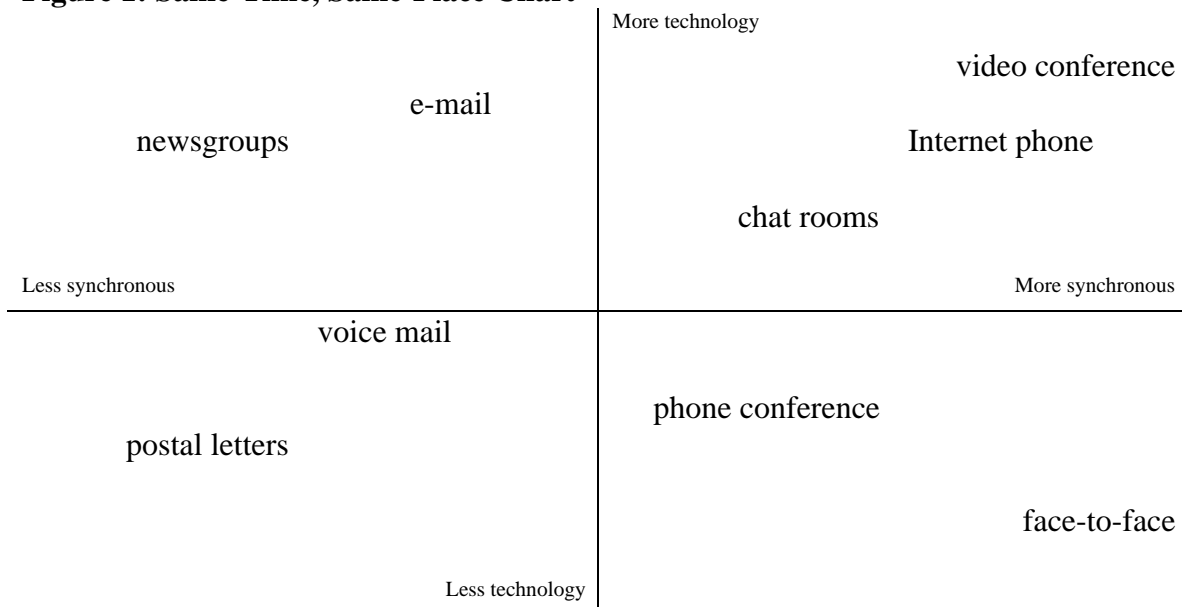 More technology
video conference
e-mail
newsgroups
Internet phone
chat rooms
Less synchronous
More synchronous
voice mail
phone conference
postal letters
face-to-face
Less technology